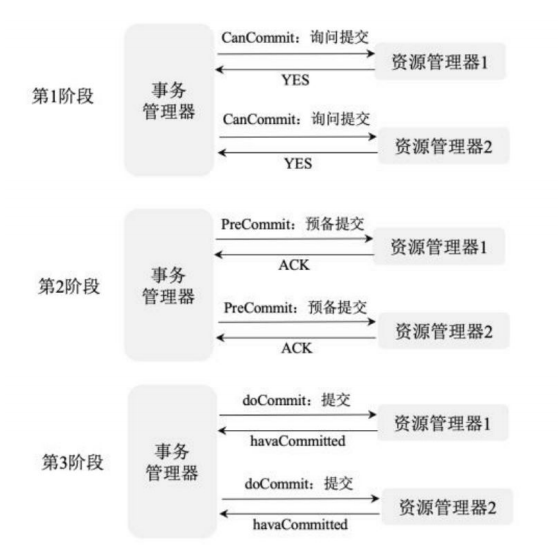 CanCommit：询问提交
资源管理器1
YES
第1阶段
事务
管理器
CanCommit：询问提交
资源管理器2
YES
PreCommit：预备提交
资源管理器1
ACK
第2阶段
事务
管理器
PreCommit：预备提交
资源管理器2
ACK
doCommit：提交
资源管理器1
havaCommitted
第3阶段
事务
管理器
doCommit：提交
资源管理器2
havaCommitted